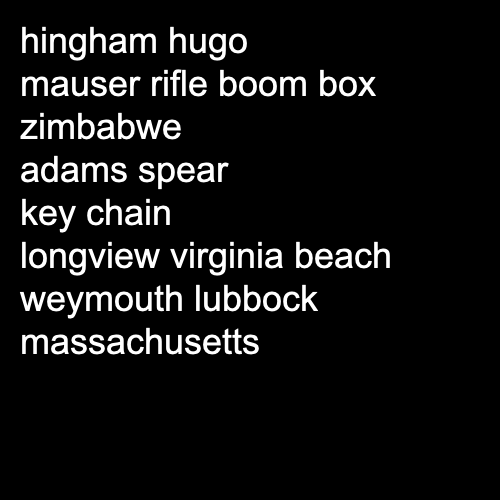 hingham hugo
mauser rifle boom box
zimbabwe
adams spear
key chain
longview virginia beach
weymouth lubbock
massachusetts